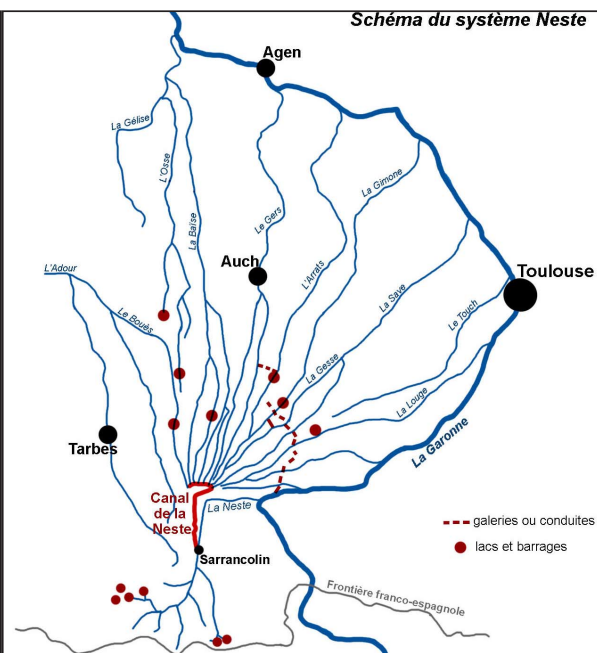 Schéma du système Neste
Agen
La Gélise
L'Osse
La Baïse
Le Gers
L'Arrats
La Gimone
Auch
L'Adour
Le Bouès
La Save
Toulouse
Le Touch
La Gesse
La Louge
Tarbes
La Garonne
Canal
de la
Neste
La Neste
Sarrancolin
galeries ou conduites
lacs et barrages
Frontière franco-espagnole